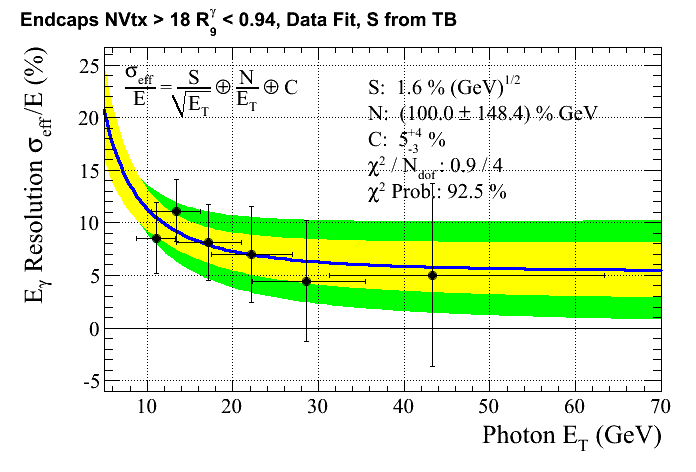 Endcaps NVtx > 18 R₉^γ < 0.94, Data Fit, S from TB
E_γ Resolution σ_eff/E (%)
σ_eff/E = S/√E_T ⊕ N/E_T ⊕ C
S: 1.6 % (GeV)^1/2
N: (100.0 ± 148.4) % GeV
C: 5 +4 -3 %
χ² / N_dof : 0.9 / 4
χ² Prob.: 92.5 %
25
20
15
10
5
0
-5
10 20 30 40 50 60 70
Photon E_T (GeV)